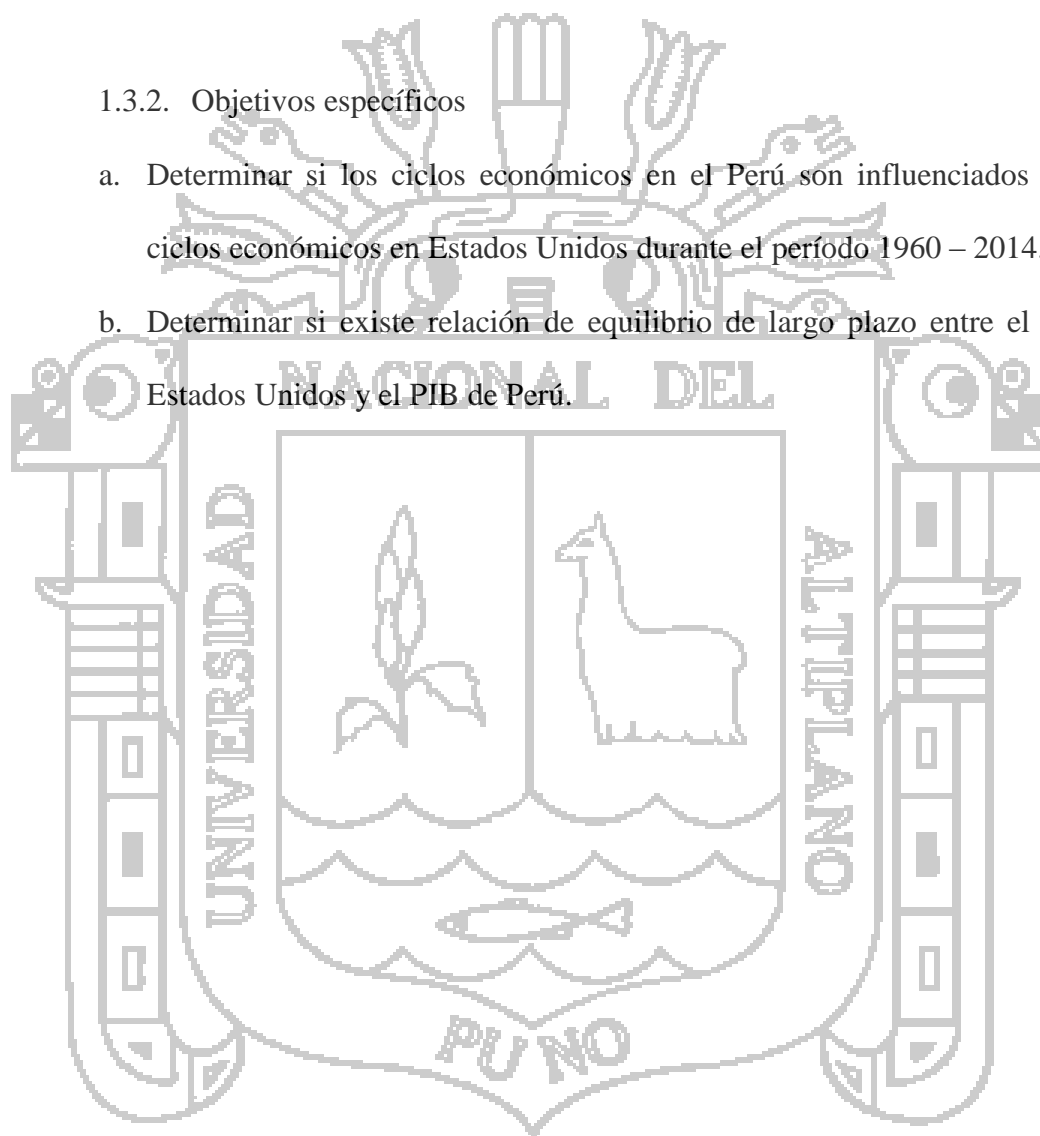 1.3.2. Objetivos específicos
a. Determinar si los ciclos económicos en el Perú son influenciados
ciclos económicos en Estados Unidos durante el período 1960 – 2014.
b. Determinar si existe relación de equilibrio de largo plazo entre el
Estados Unidos y el PIB de Perú.
NACIONAL DEL
UNIVERSIDAD
ALTIPLANO
PUNO